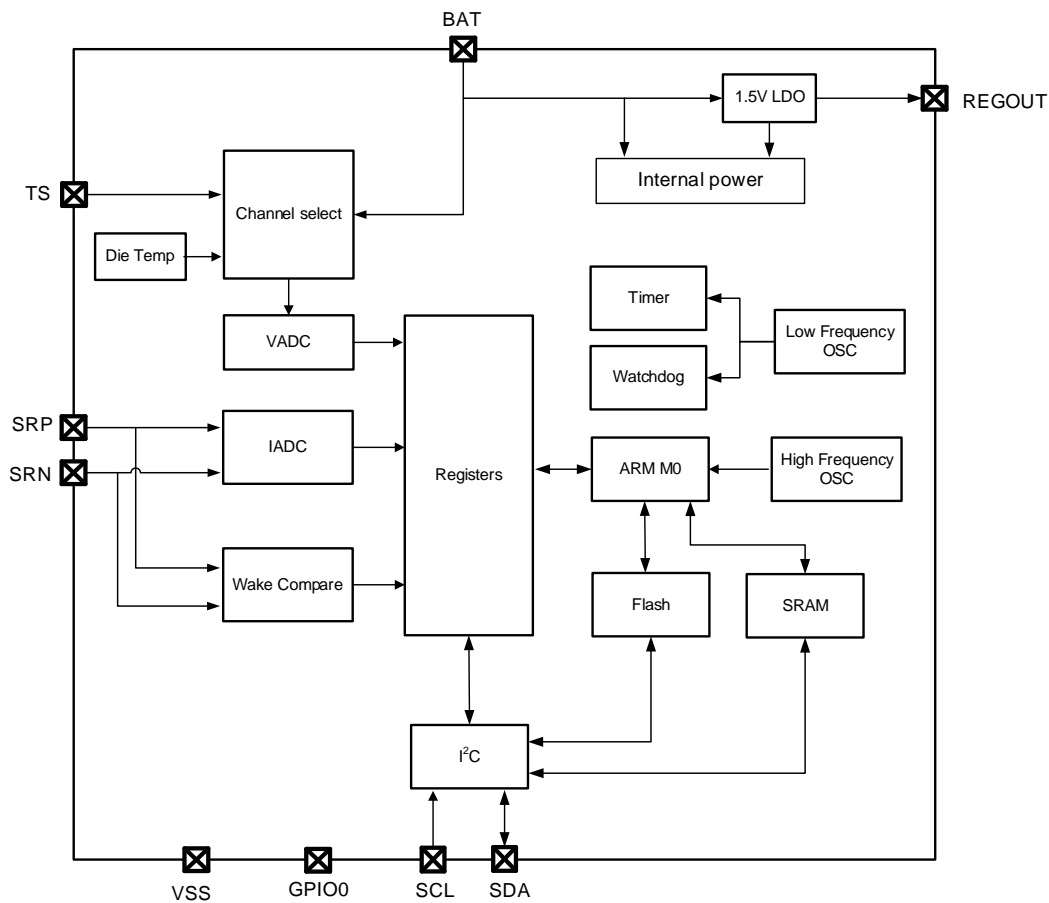 BAT
1.5V LDO
REGOUT
Internal power
TS
Channel select
Die Temp
VADC
Timer
Low Frequency
OSC
Watchdog
SRP
SRN
IADC
Registers
ARM M0
High Frequency
OSC
Wake Compare
Flash
SRAM
I²C
VSS
GPIO0
SCL
SDA